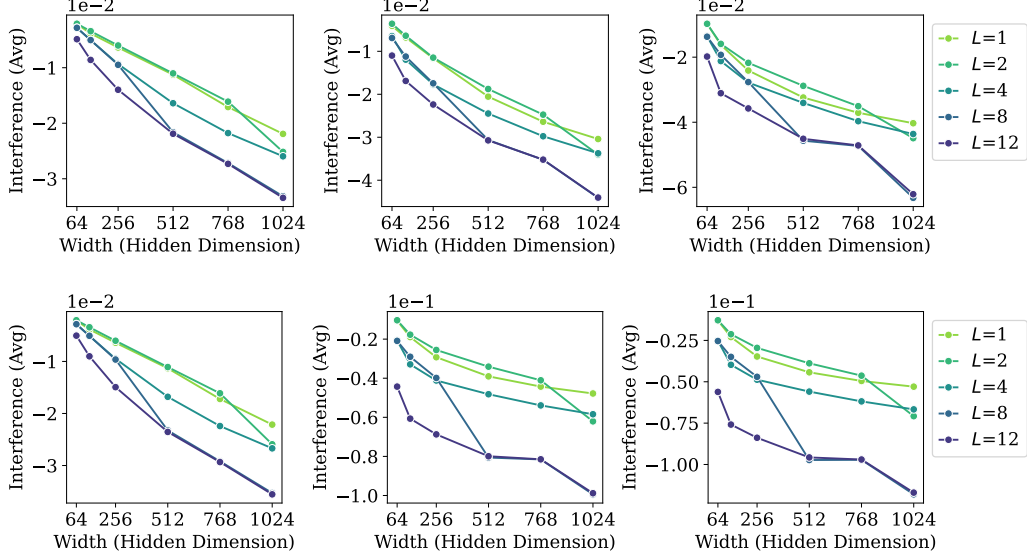 1e−2
Interference (Avg)
−1
−2
−3
64 256 512 768 1024
Width (Hidden Dimension)
1e−2
Interference (Avg)
−1
−2
−3
−4
64 256 512 768 1024
Width (Hidden Dimension)
1e−2
Interference (Avg)
−2
−4
−6
64 256 512 768 1024
Width (Hidden Dimension)
L=1
L=2
L=4
L=8
L=12
1e−2
Interference (Avg)
−1
−2
−3
64 256 512 768 1024
Width (Hidden Dimension)
1e−1
Interference (Avg)
−0.2
−0.4
−0.6
−0.8
−1.0
64 256 512 768 1024
Width (Hidden Dimension)
1e−1
Interference (Avg)
−0.25
−0.50
−0.75
−1.00
64 256 512 768 1024
Width (Hidden Dimension)
L=1
L=2
L=4
L=8
L=12